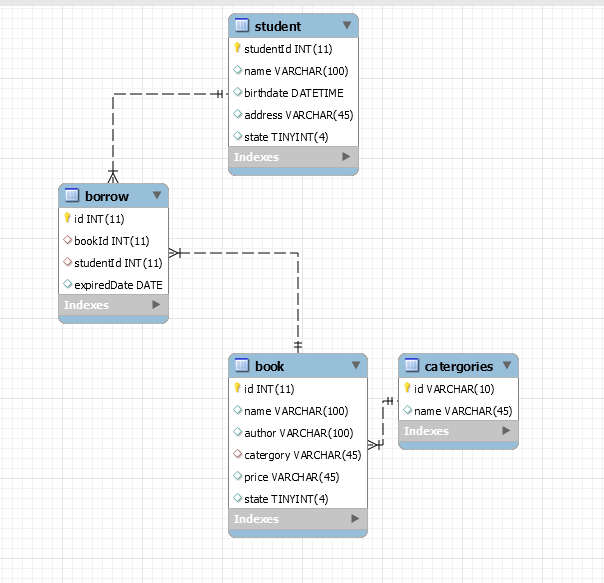 student
studentId INT(11)
name VARCHAR(100)
birthdate DATETIME
address VARCHAR(45)
state TINYINT(4)
Indexes
borrow
id INT(11)
bookId INT(11)
studentId INT(11)
expiredDate DATE
Indexes
book
id INT(11)
name VARCHAR(100)
author VARCHAR(100)
catergory VARCHAR(45)
price VARCHAR(45)
state TINYINT(4)
Indexes
catergories
id VARCHAR(10)
name VARCHAR(45)
Indexes